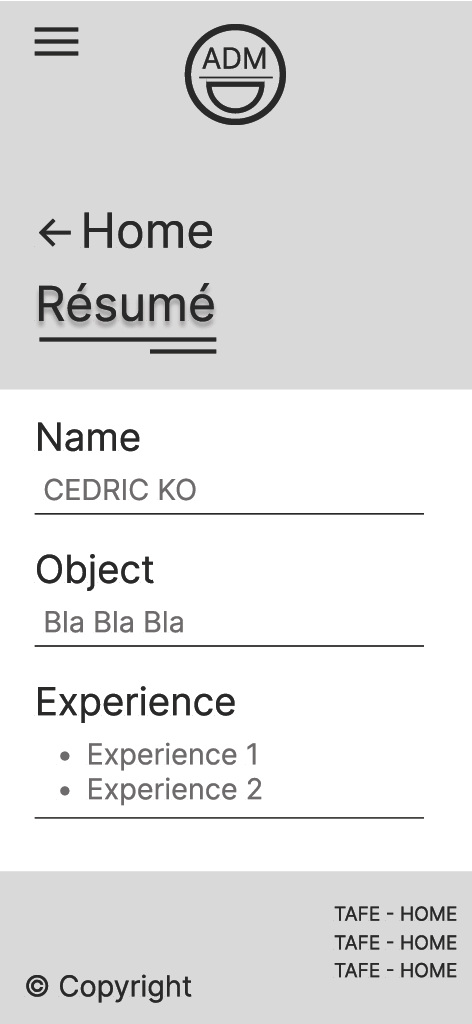 ADM
← Home
Résumé
Name
CEDRIC KO
Object
Bla Bla Bla
Experience
• Experience 1
• Experience 2
TAFE - HOME
TAFE - HOME
TAFE - HOME
© Copyright